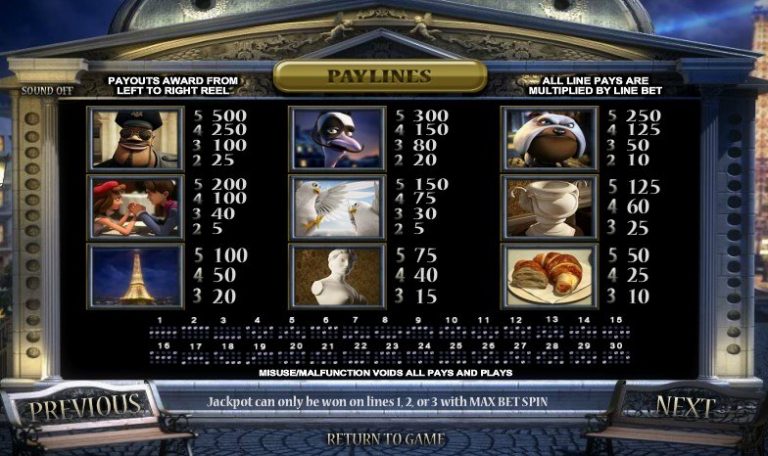 PAYLINES
PAYOUTS AWARD FROM
LEFT TO RIGHT REEL
ALL LINE PAYS ARE
MULTIPLIED BY LINE BET
SOUND OFF
5 500
4 250
3 100
2 25
5 300
4 150
3 80
2 20
5 250
4 125
3 50
2 10
5 200
4 100
3 40
2 5
5 150
4 75
3 30
2 5
5 125
4 60
3 25
5 100
4 50
3 20
5 75
4 40
3 15
5 50
4 25
3 10
1 2 3 4 5 6 7 8 9 10 11 12 13 14 15
16 17 18 19 20 21 22 23 24 25 26 27 28 29 30
MISUSE/MALFUNCTION VOIDS ALL PAYS AND PLAYS
PREVIOUS
Jackpot can only be won on lines 1, 2, or 3 with MAX BET SPIN
NEXT
RETURN TO GAME